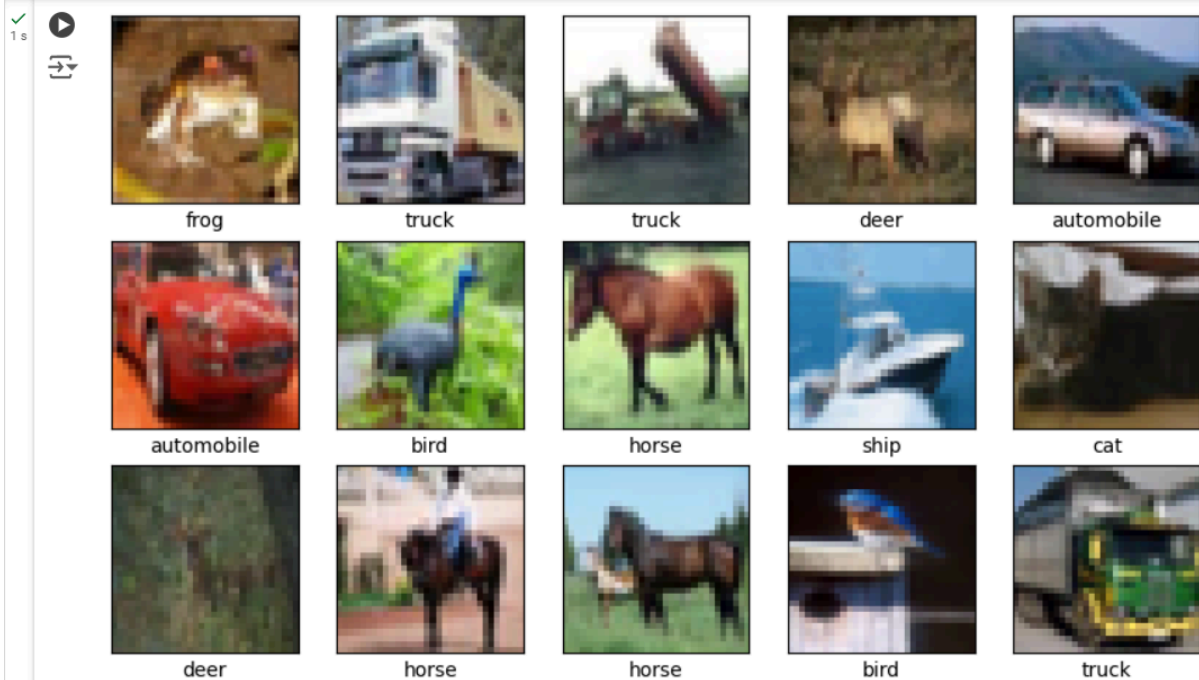 1 s
frog truck truck deer automobile
automobile bird horse ship cat
deer horse horse bird truck